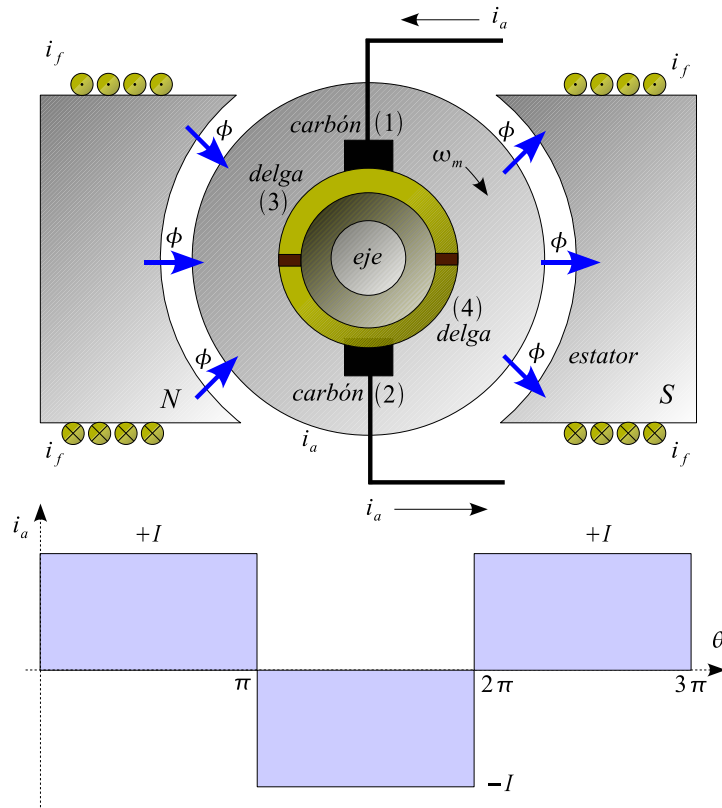 i_a
i_f
i_f
carbón (1)
ϕ
ϕ
delga
(3)
ω_m
ϕ
eje
ϕ
(4)
delga
ϕ
ϕ
estator
N
carbón (2)
S
i_f
i_a
i_f
i_a
i_a
+I
+I
θ
π
2π
3π
−I